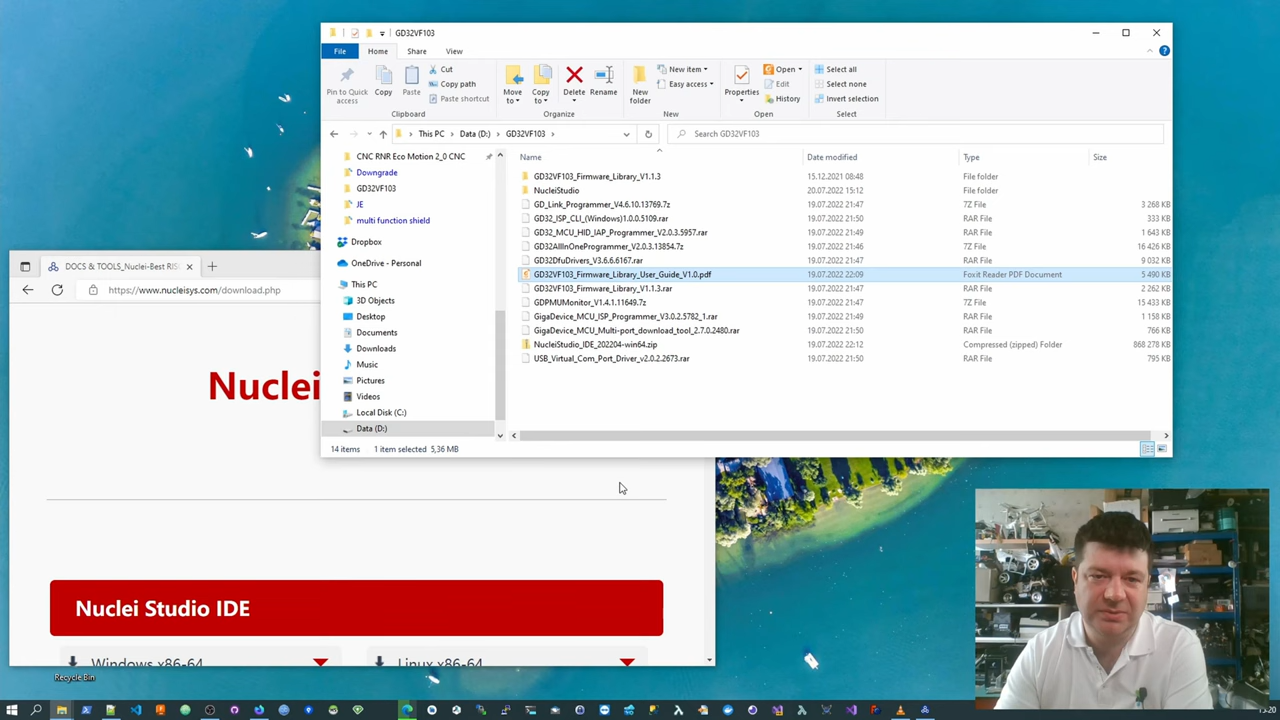 GD32VF103
File
Home
Share
View
Pin to Quick access
Copy
Paste
Cut
Copy path
Paste shortcut
Clipboard
Move to
Copy to
Delete
Rename
Organize
New folder
New item
Easy access
New
Properties
Open
Edit
History
Open
Select all
Select none
Invert selection
Select
This PC > Data (D:) > GD32VF103 >
Search GD32VF103
CNC RNR Eco Motion 2_0 CNC
Downgrade
GD32VF103
JE
multi function shield
Dropbox
OneDrive - Personal
This PC
3D Objects
Desktop
Documents
Downloads
Music
Pictures
Videos
Local Disk (C:)
Data (D:)
Name Date modified Type Size
GD32VF103_Firmware_Library_V1.1.3 15.12.2021 08:48 File folder
NucleiStudio 20.07.2022 15:12 File folder
GD_Link_Programmer_V4.6.10.13769.7z 19.07.2022 21:47 7Z File 3 268 KB
GD32_ISP_CLI_(Windows)1.0.0.5109.rar 19.07.2022 21:50 RAR File 333 KB
GD32_MCU_HID_IAP_Programmer_V2.0.3.5957.rar 19.07.2022 21:47 RAR File 1 643 KB
GD32AllInOneProgrammer_V2.0.3.13854.7z 19.07.2022 21:46 7Z File 16 426 KB
GD32DfuDrivers_V3.6.6.6167.rar 19.07.2022 21:47 RAR File 9 032 KB
GD32VF103_Firmware_Library_User_Guide_V1.0.pdf 19.07.2022 22:09 Foxit Reader PDF Document 5 490 KB
GD32VF103_Firmware_Library_V1.1.3.rar 19.07.2022 21:47 RAR File 2 262 KB
GDPMUMonitor_V1.4.1.11649.7z 19.07.2022 21:47 7Z File 15 433 KB
GigaDevice_MCU_ISP_Programmer_V3.0.2.5782_1.rar 19.07.2022 21:49 RAR File 1 158 KB
GigaDevice_MCU_Multi-port_download_tool_2.7.0.2480.rar 19.07.2022 21:50 RAR File 766 KB
NucleiStudio_IDE_202204-win64.zip 19.07.2022 22:12 Compressed (zipped) Folder 868 278 KB
USB_Virtual_Com_Port_Driver_v2.0.2.2673.rar 19.07.2022 21:50 RAR File 795 KB
14 items 1 item selected 5,36 MB
DOCS & TOOLS_Nuclei-Best RIS
https://www.nucleisys.com/download.php
Nuclei
Nuclei Studio IDE
Windows x86-64
Linux x86-64
Recycle Bin